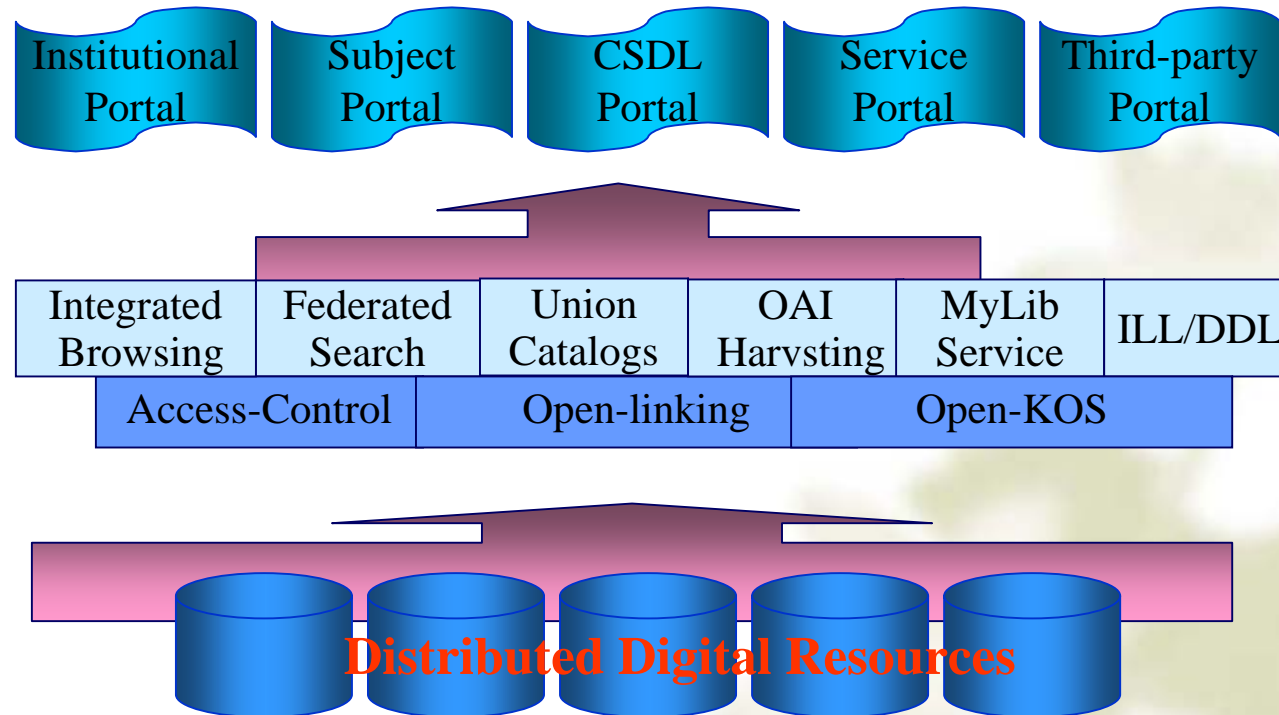 Institutional
Portal
Subject
Portal
CSDL
Portal
Service
Portal
Third-party
Portal
Integrated
Browsing
Federated
Search
Union
Catalogs
OAI
Harvsting
MyLib
Service
ILL/DDL
Access-Control
Open-linking
Open-KOS
Distributed Digital Resources